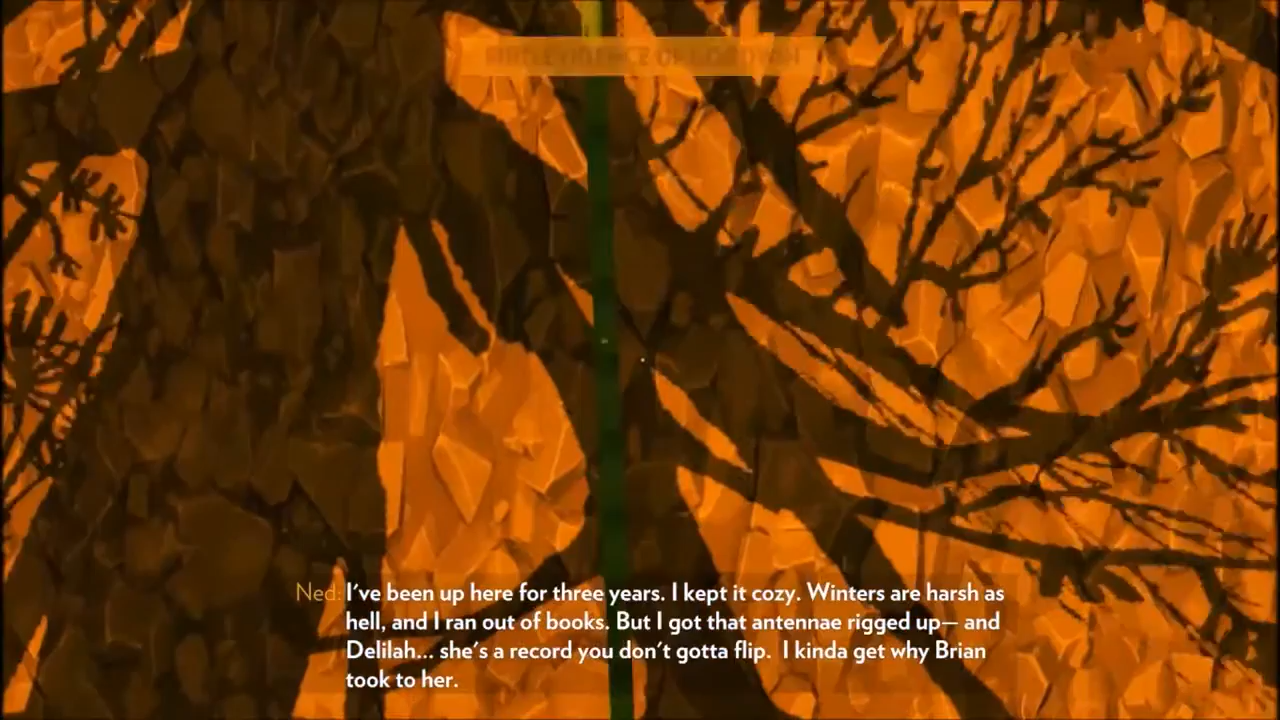 Ned: I've been up here for three years. I kept it cozy. Winters are harsh as
hell, and I ran out of books. But I got that antennae rigged up— and
Delilah... she's a record you don't gotta flip. I kinda get why Brian
took to her.